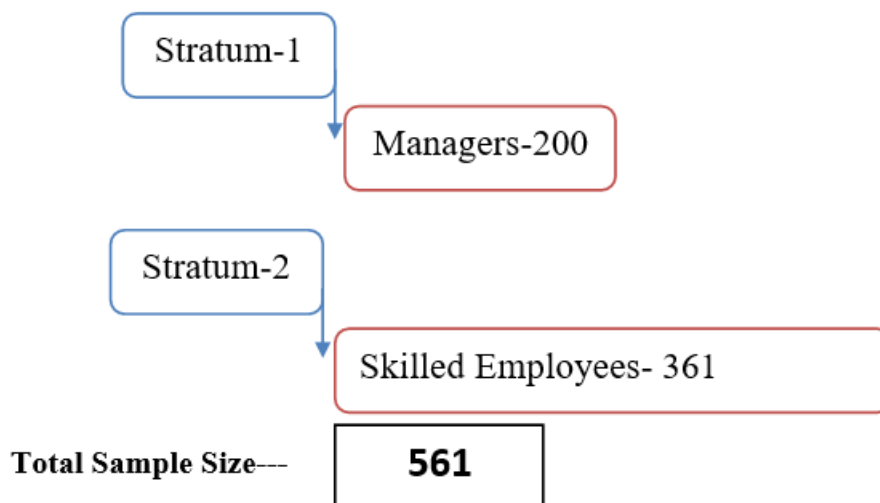 Stratum-1
Managers-200
Stratum-2
Skilled Employees- 361
Total Sample Size--- 561